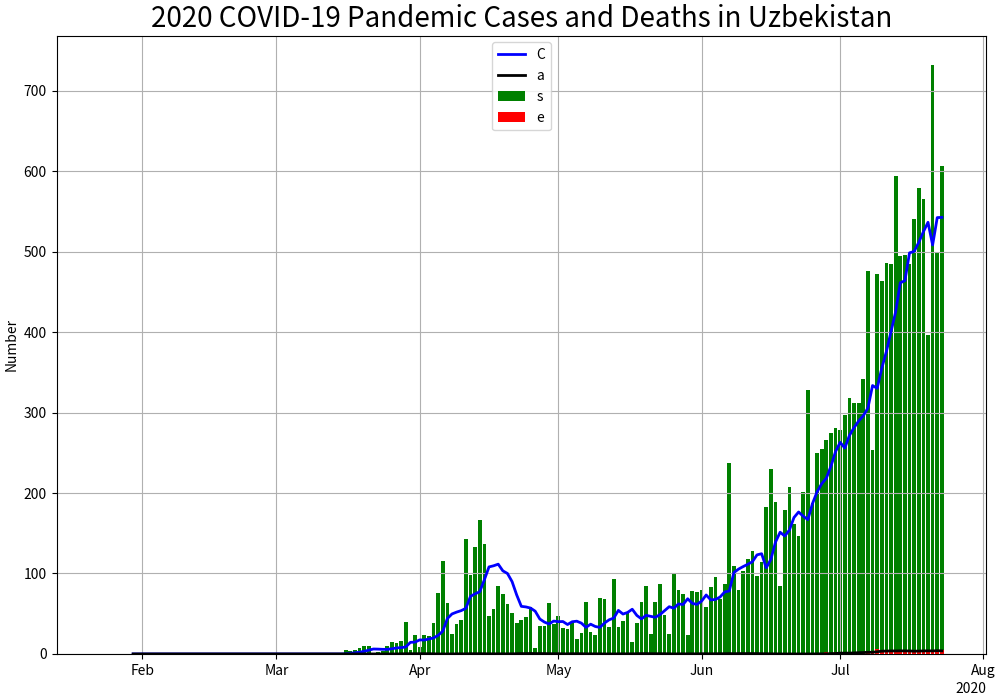 2020 COVID-19 Pandemic Cases and Deaths in Uzbekistan
C
a
s
e
700
600
500
400
300
200
100
0
Number
Feb
Mar
Apr
May
Jun
Jul
Aug
2020